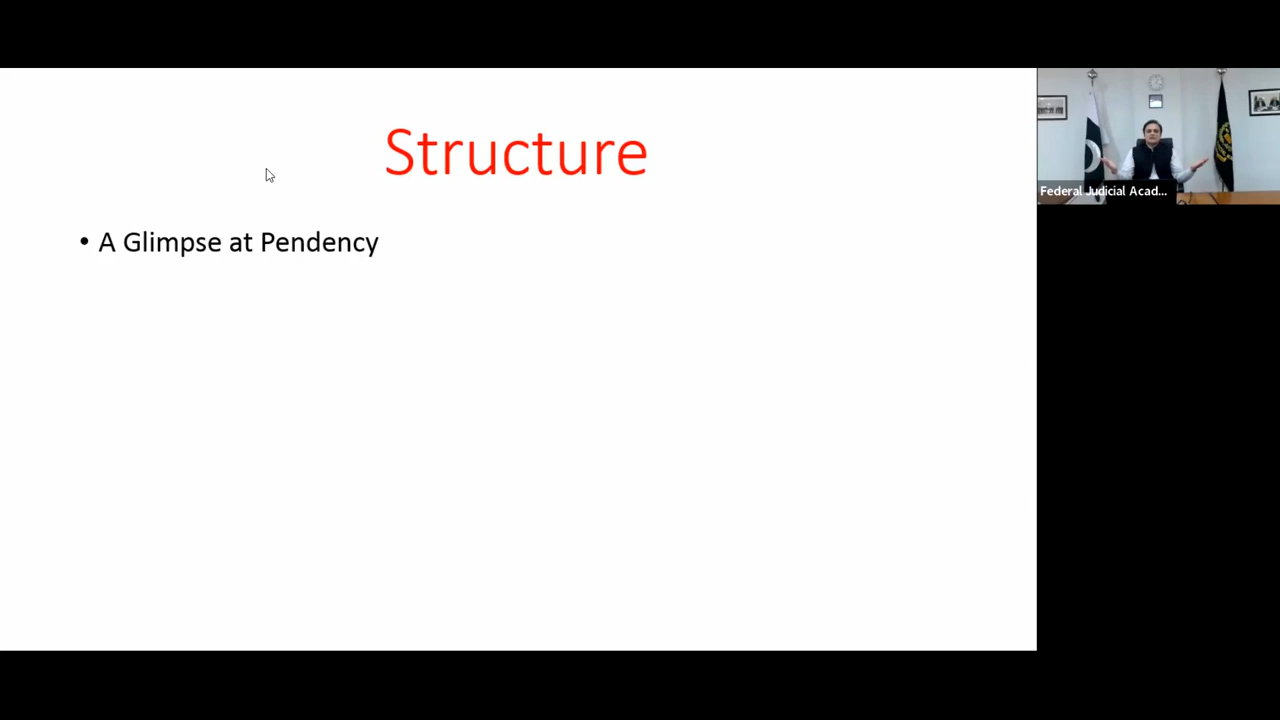 Structure
• A Glimpse at Pendency
Federal Judicial Acad...